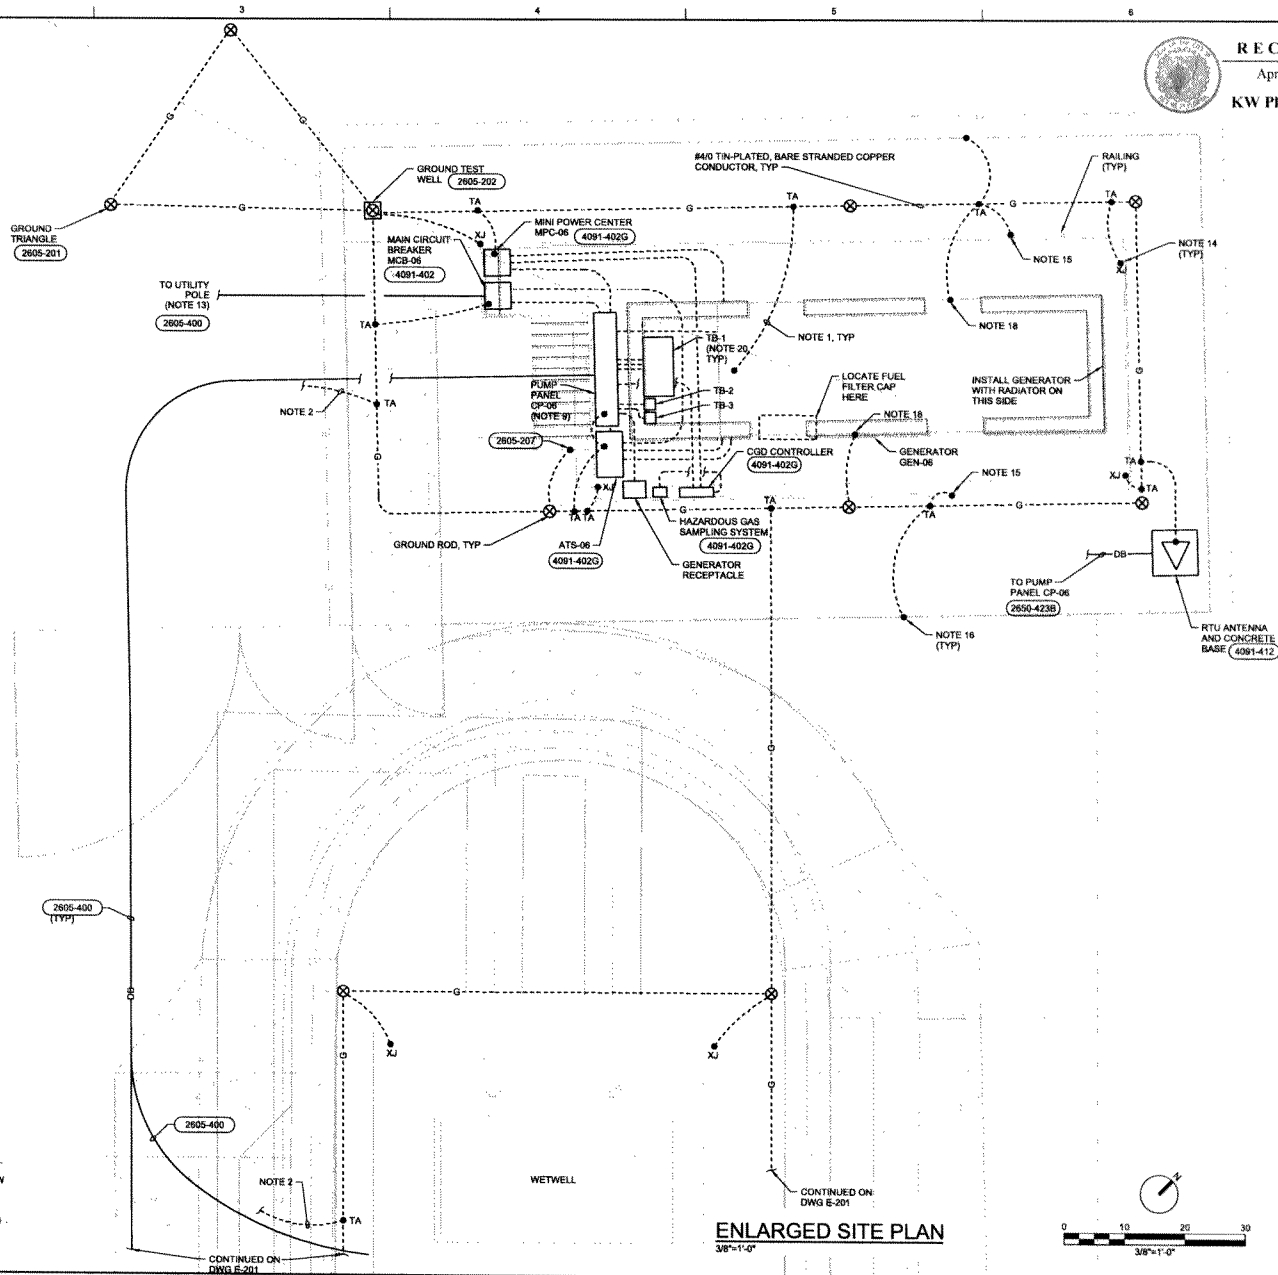 3
4
5
6
REC
Apr
KW Pl
GROUND TEST
WELL 2605-202
#4/0 TIN-PLATED, BARE STRANDED COPPER
CONDUCTOR, TYP
RAILING
(TYP)
G
G
TA
TA
TA
TA
G
G
G
GROUND
TRIANGLE
2605-201
MINI POWER CENTER
MPC-06 4091-402G
XJ
MAIN CIRCUIT
BREAKER
MCB-06
4091-402
NOTE 14
(TYP)
XJ
NOTE 15
TO UTILITY
POLE
(NOTE 13)
2605-400
TA
NOTE 18
NOTE 1, TYP
TB-1
(NOTE 20,
TYP)
G
PUMP
PANEL
CP-06
(NOTE 9)
TB-2
TB-3
LOCATE FUEL
FILTER CAP
HERE
INSTALL GENERATOR
WITH RADIATOR ON
THIS SIDE
NOTE 2
TA
NOTE 18
2605-207
G
CGD CONTROLLER
4091-402G
GENERATOR
GEN-06
NOTE 15
TA
XJ
TA
XJ
TA
TA
TA
G
TA
G
GROUND ROD, TYP
ATS-06
4091-402G
HAZARDOUS GAS
SAMPLING SYSTEM
4091-402G
GENERATOR
RECEPTACLE
DB
TO PUMP
PANEL CP-06
2650-423B
NOTE 16
(TYP)
RTU ANTENNA
AND CONCRETE
BASE 4091-412
G
2605-400
(TYP)
DB
G
XJ
XJ
G
G
2605-400
NOTE 2
TA
WETWELL
CONTINUED ON
DWG E-201
CONTINUED ON
DWG E-201
ENLARGED SITE PLAN
3/8"=1'-0"
N
0 10 20 30
3/8"=1'-0"